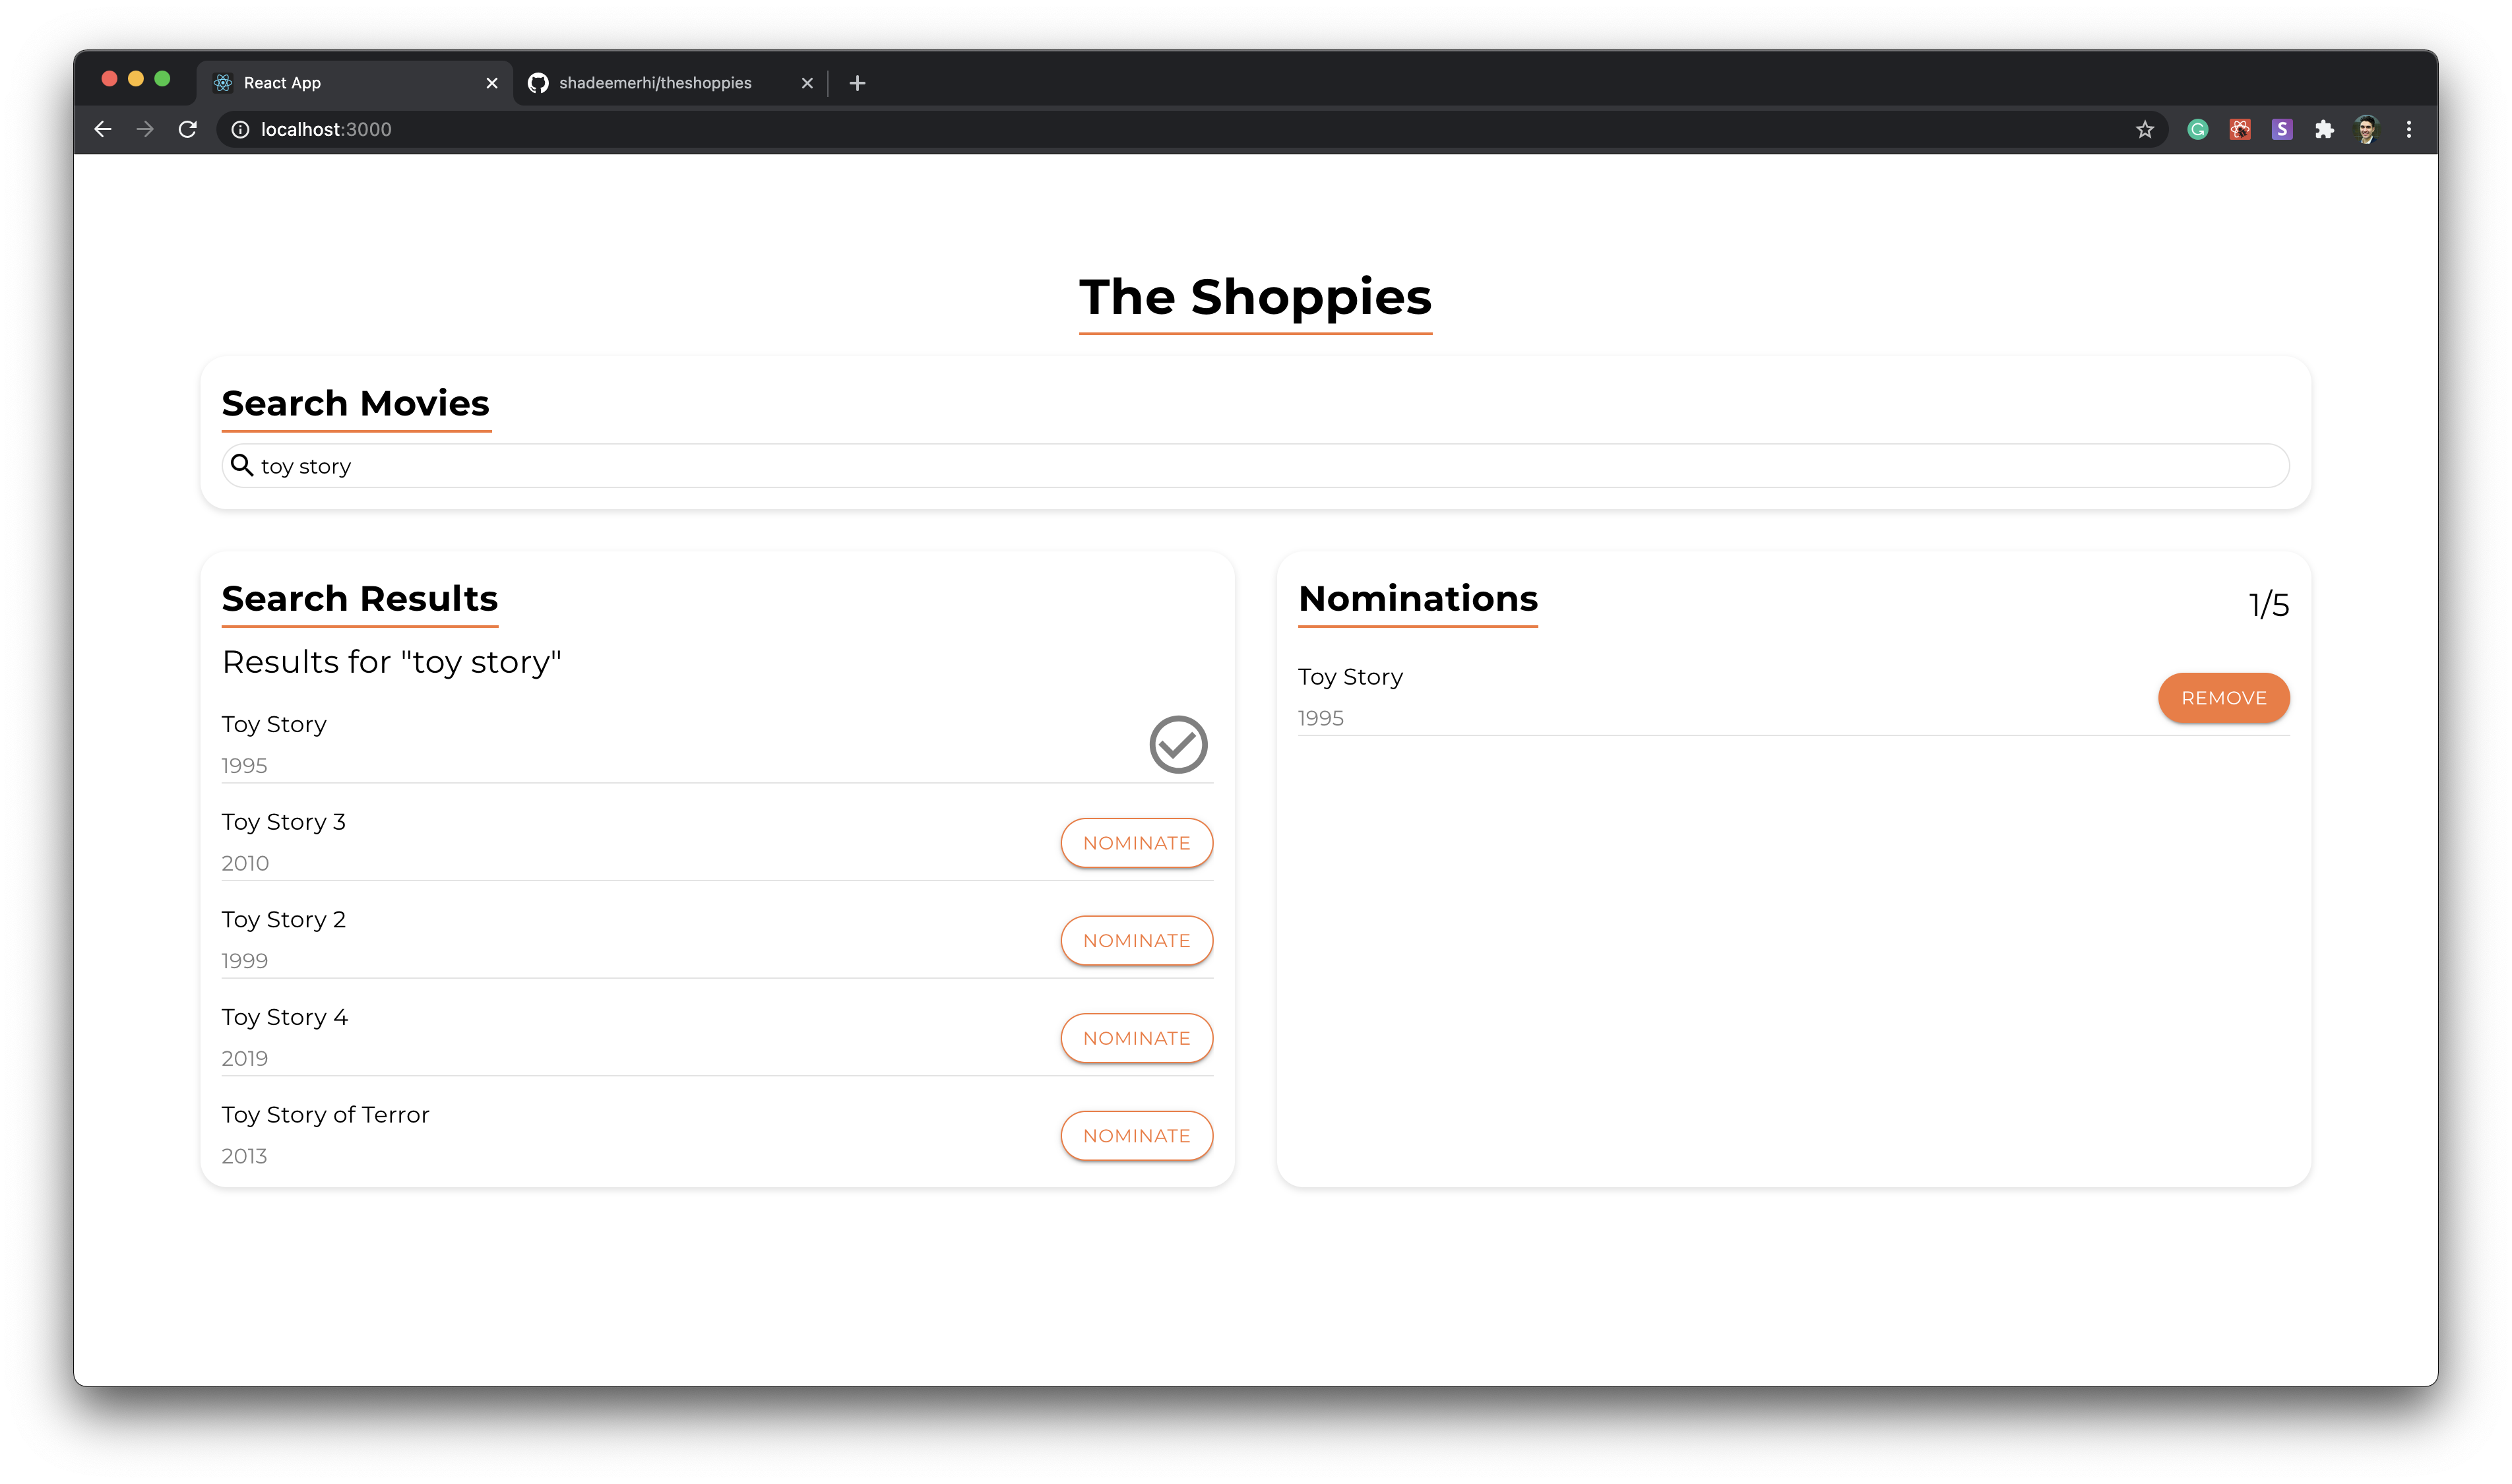 React App
shadeemerhi/theshoppies
localhost:3000
S
The Shoppies
Search Movies
toy story
Search Results
Results for "toy story"
Toy Story
1995
Toy Story 3
2010
NOMINATE
Toy Story 2
1999
NOMINATE
Toy Story 4
2019
NOMINATE
Toy Story of Terror
2013
NOMINATE
Nominations
1/5
Toy Story
1995
REMOVE